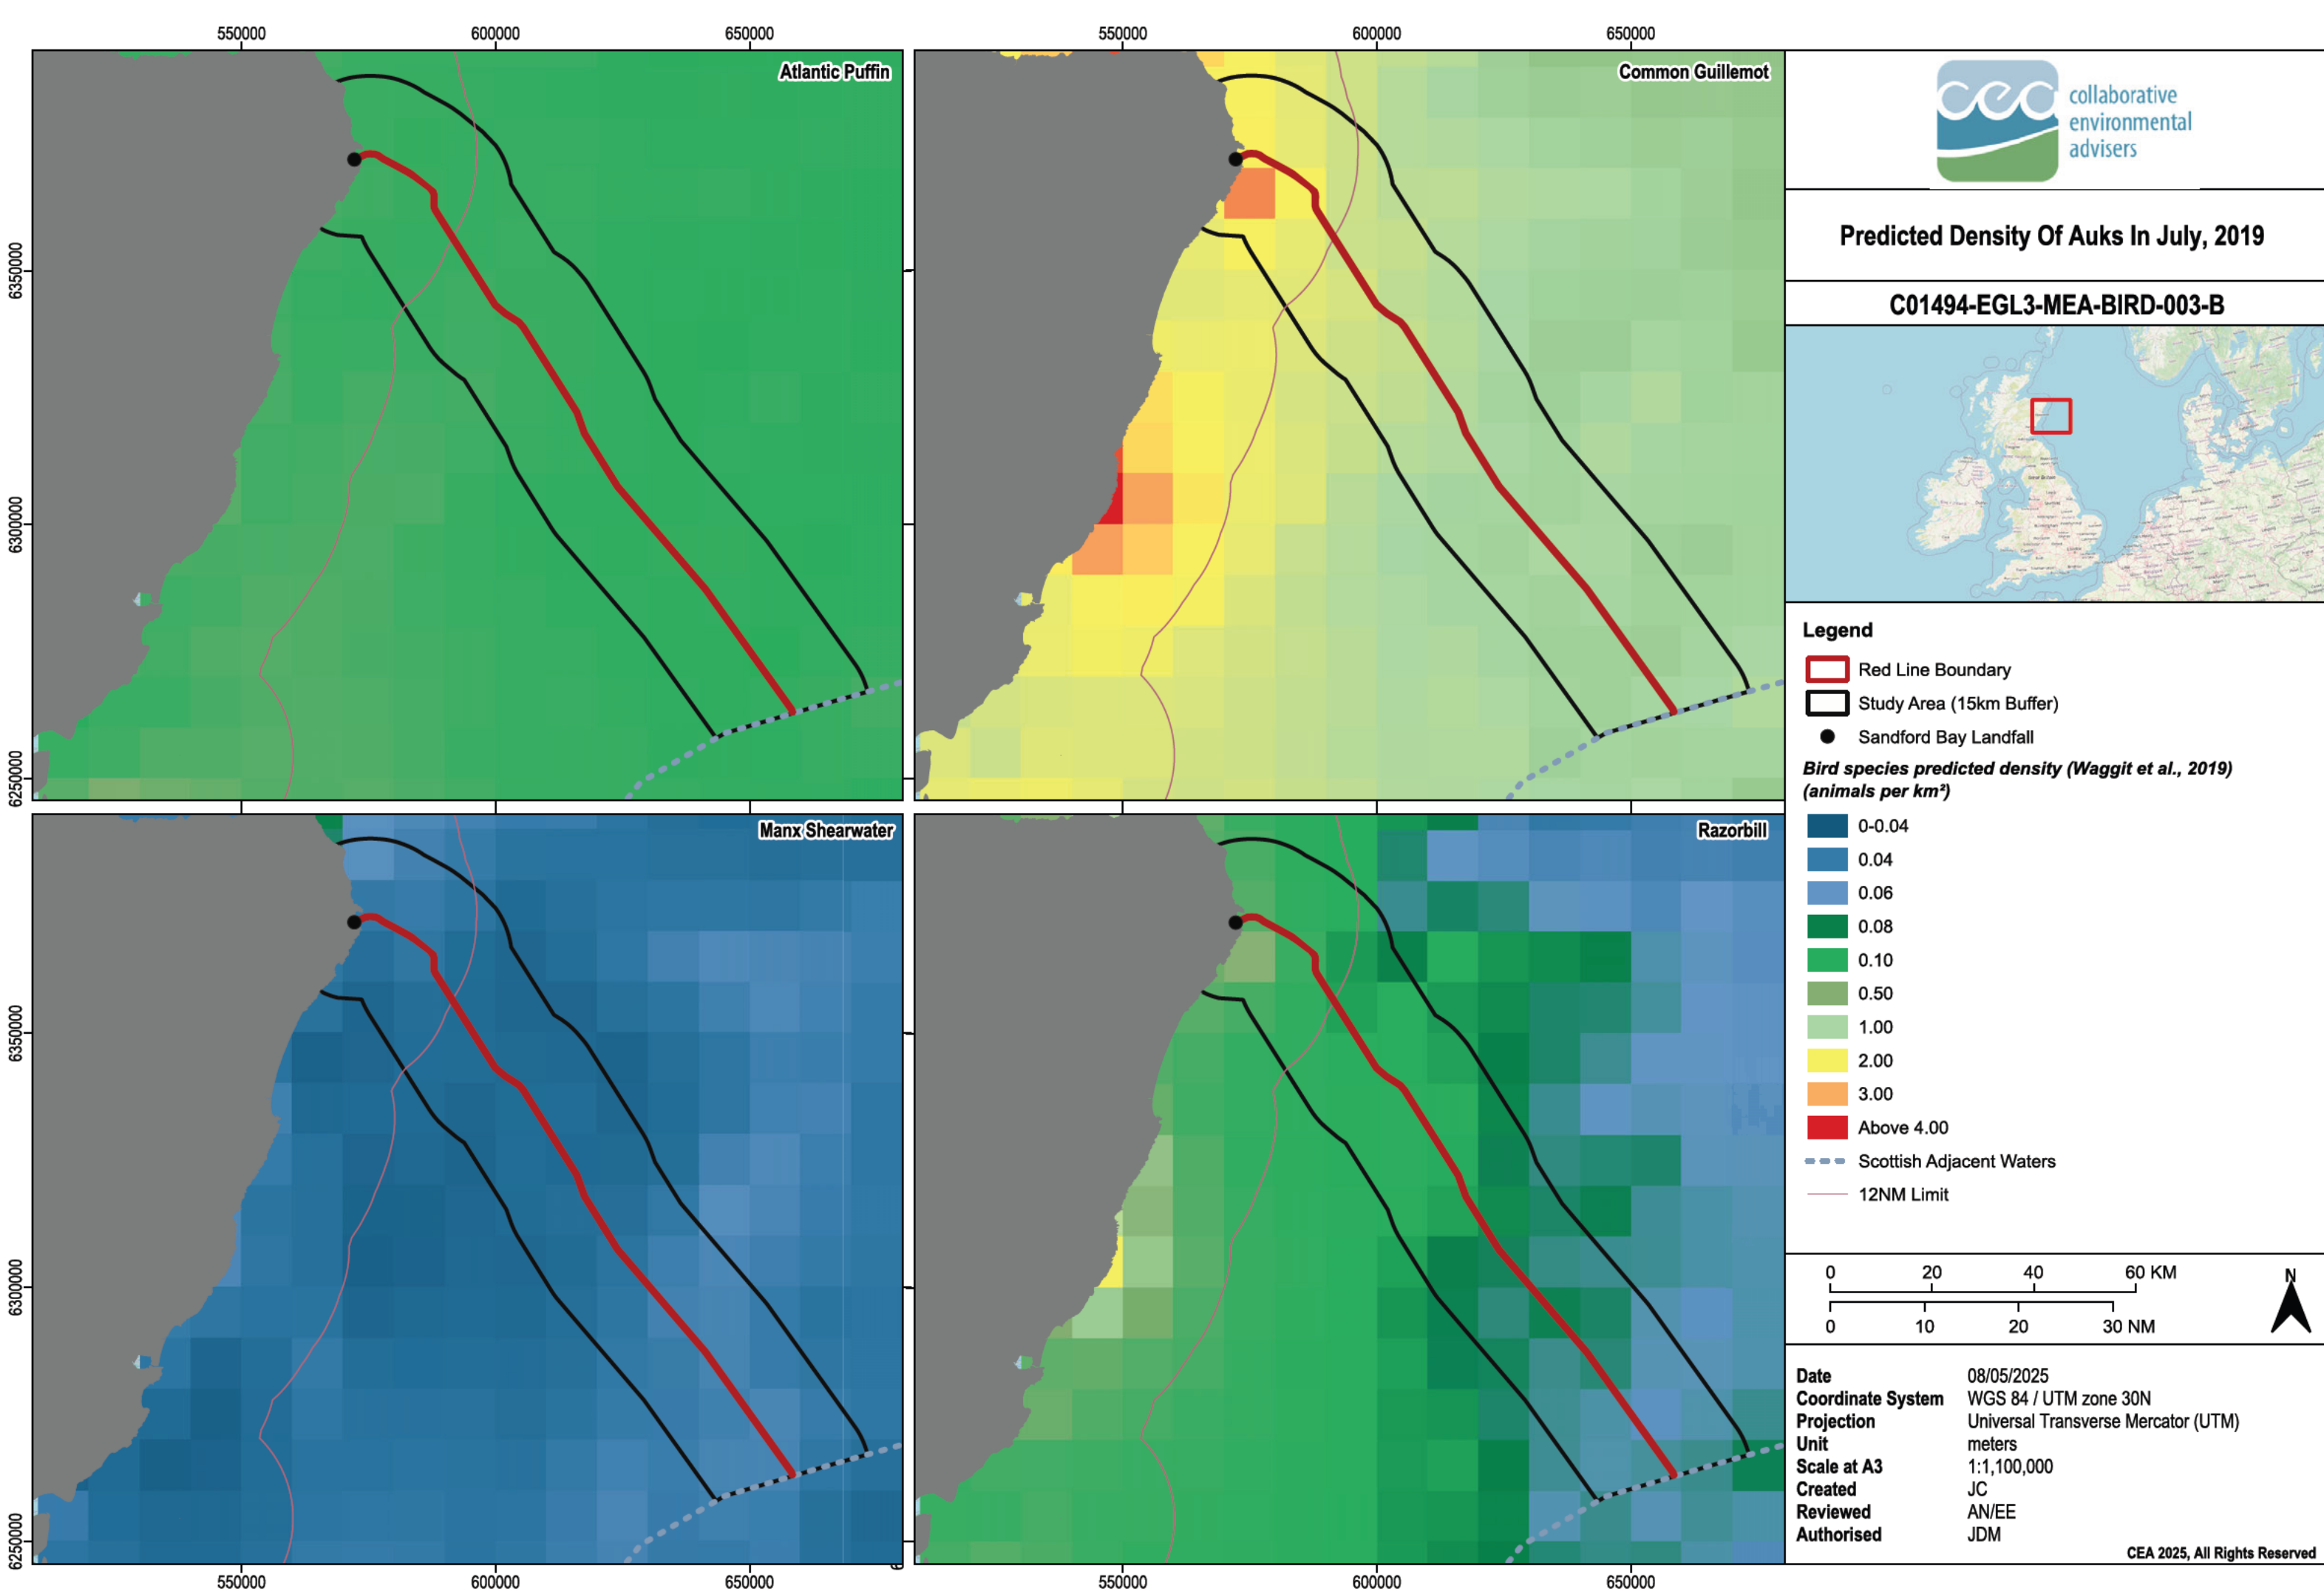 550000
600000
650000
550000
600000
650000
Atlantic Puffin
Common Guillemot
6350000
6300000
6250000
Manx Shearwater
Razorbill
6350000
6300000
6250000
550000
600000
650000
550000
600000
650000
cea
collaborative
environmental
advisers
Predicted Density Of Auks In July, 2019
C01494-EGL3-MEA-BIRD-003-B
Legend
Red Line Boundary
Study Area (15km Buffer)
Sandford Bay Landfall
Bird species predicted density (Waggit et al., 2019)
(animals per km²)
0-0.04
0.04
0.06
0.08
0.10
0.50
1.00
2.00
3.00
Above 4.00
Scottish Adjacent Waters
12NM Limit
0 20 40 60 KM
0 10 20 30 NM
N
Date 08/05/2025
Coordinate System WGS 84 / UTM zone 30N
Projection Universal Transverse Mercator (UTM)
Unit meters
Scale at A3 1:1,100,000
Created JC
Reviewed AN/EE
Authorised JDM
CEA 2025, All Rights Reserved